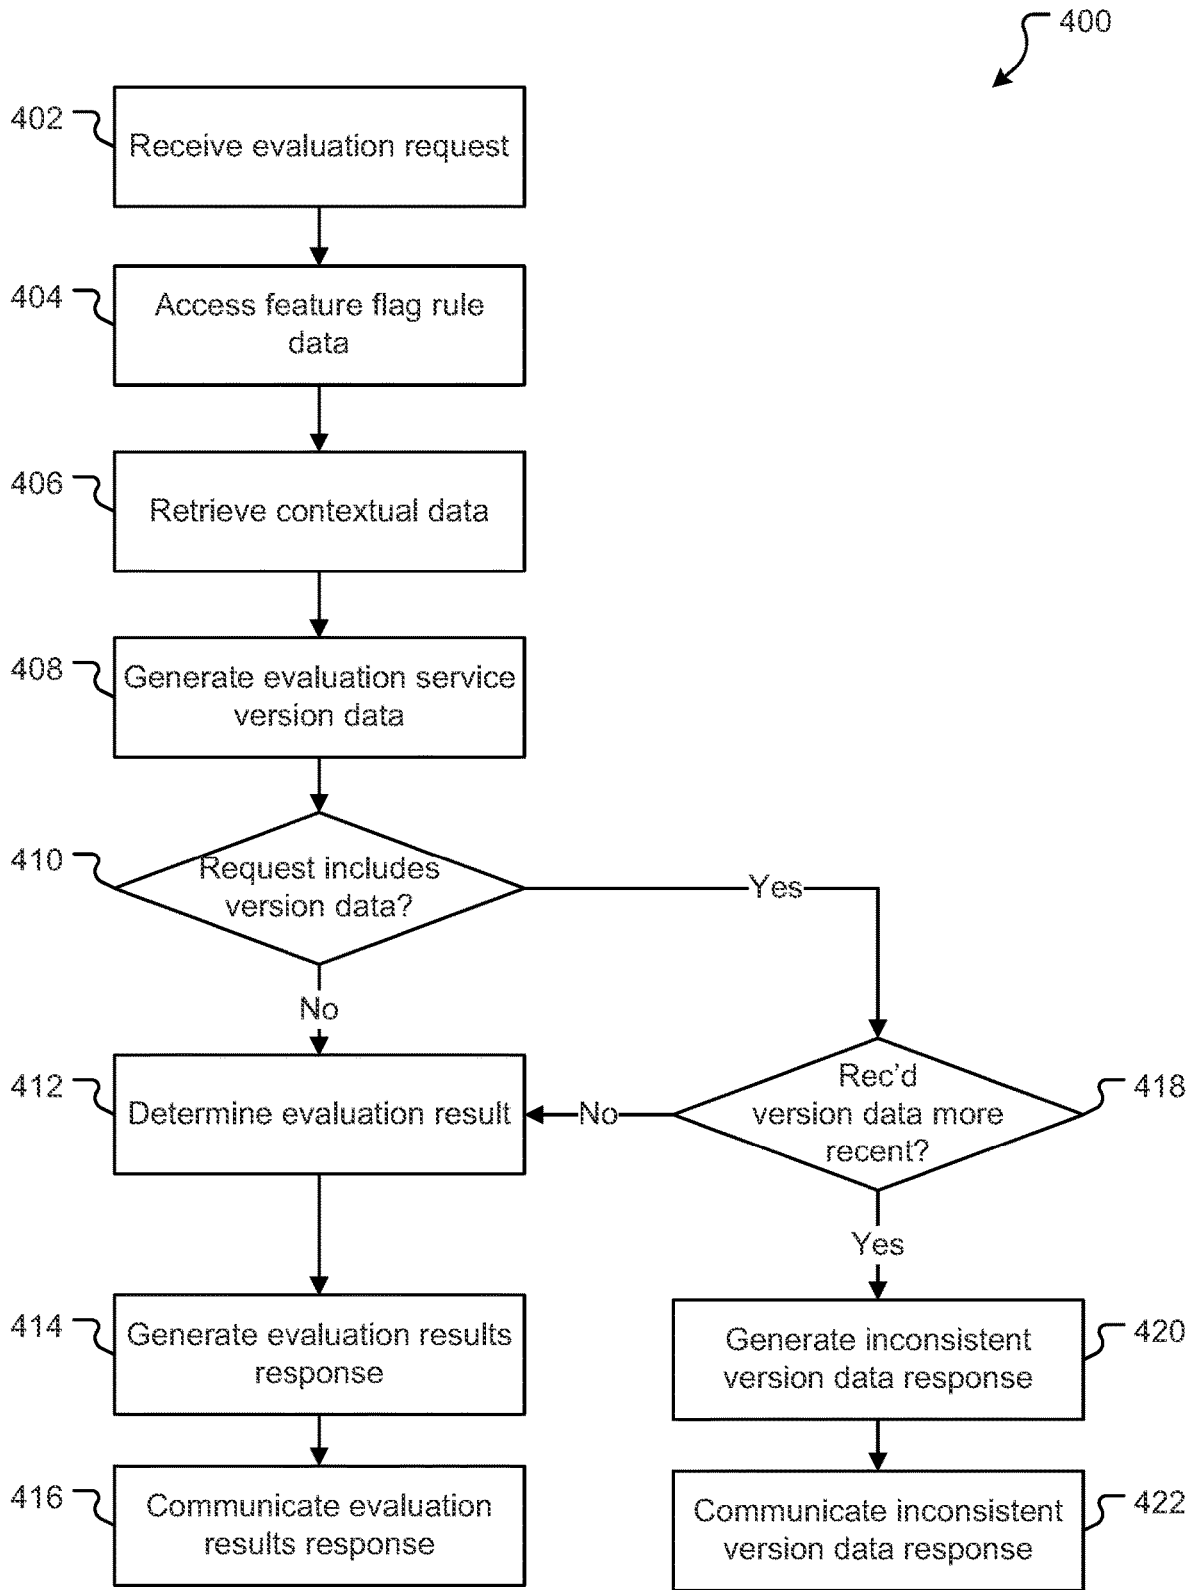 400
402
Receive evaluation request
404
Access feature flag rule
data
406
Retrieve contextual data
408
Generate evaluation service
version data
410
Request includes
version data?
Yes
No
412
Determine evaluation result
No
Rec'd
version data more
recent?
418
Yes
414
Generate evaluation results
response
Generate inconsistent
version data response
420
416
Communicate evaluation
results response
Communicate inconsistent
version data response
422